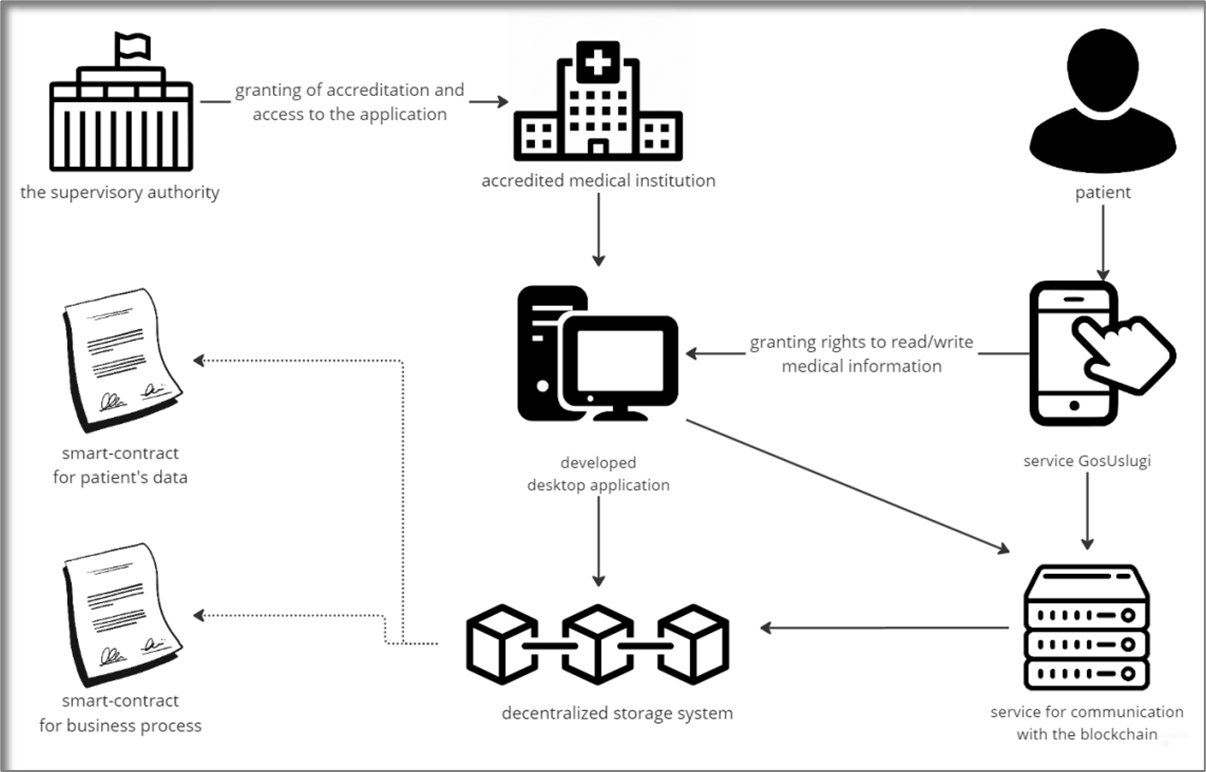 granting of accreditation and
access to the application
the supervisory authority
accredited medical institution
patient
granting rights to read/write
medical information
smart-contract
for patient's data
developed
desktop application
service GosUslugi
smart-contract
for business process
decentralized storage system
service for communication
with the blockchain